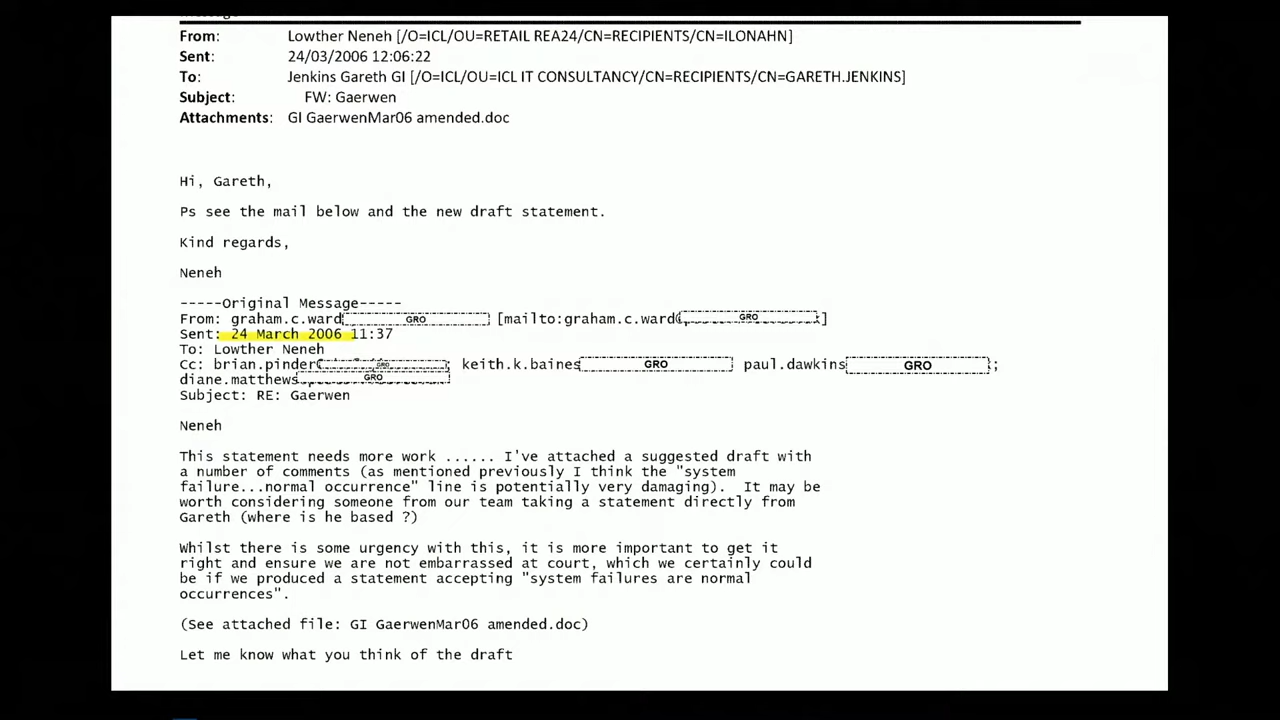 From: Lowther Neneh [/O=ICL/OU=RETAIL REA24/CN=RECIPIENTS/CN=ILONAHN]
Sent: 24/03/2006 12:06:22
To: Jenkins Gareth GI [/O=ICL/OU=ICL IT CONSULTANCY/CN=RECIPIENTS/CN=GARETH.JENKINS]
Subject: FW: Gaerwen
Attachments: GI GaerwenMar06 amended.doc
Hi, Gareth,
Ps see the mail below and the new draft statement.
Kind regards,
Neneh
-----Original Message-----
From: graham.c.ward GRO [mailto:graham.c.ward@ GRO ]
Sent: 24 March 2006 11:37
To: Lowther Neneh
Cc: brian.pinder GRO ; keith.k.baines GRO paul.dawkins GRO ;
diane.matthews GRO
Subject: RE: Gaerwen
Neneh
This statement needs more work ...... I've attached a suggested draft with
a number of comments (as mentioned previously I think the "system
failure...normal occurrence" line is potentially very damaging). It may be
worth considering someone from our team taking a statement directly from
Gareth (where is he based ?)
Whilst there is some urgency with this, it is more important to get it
right and ensure we are not embarrassed at court, which we certainly could
be if we produced a statement accepting "system failures are normal
occurrences".
(See attached file: GI GaerwenMar06 amended.doc)
Let me know what you think of the draft